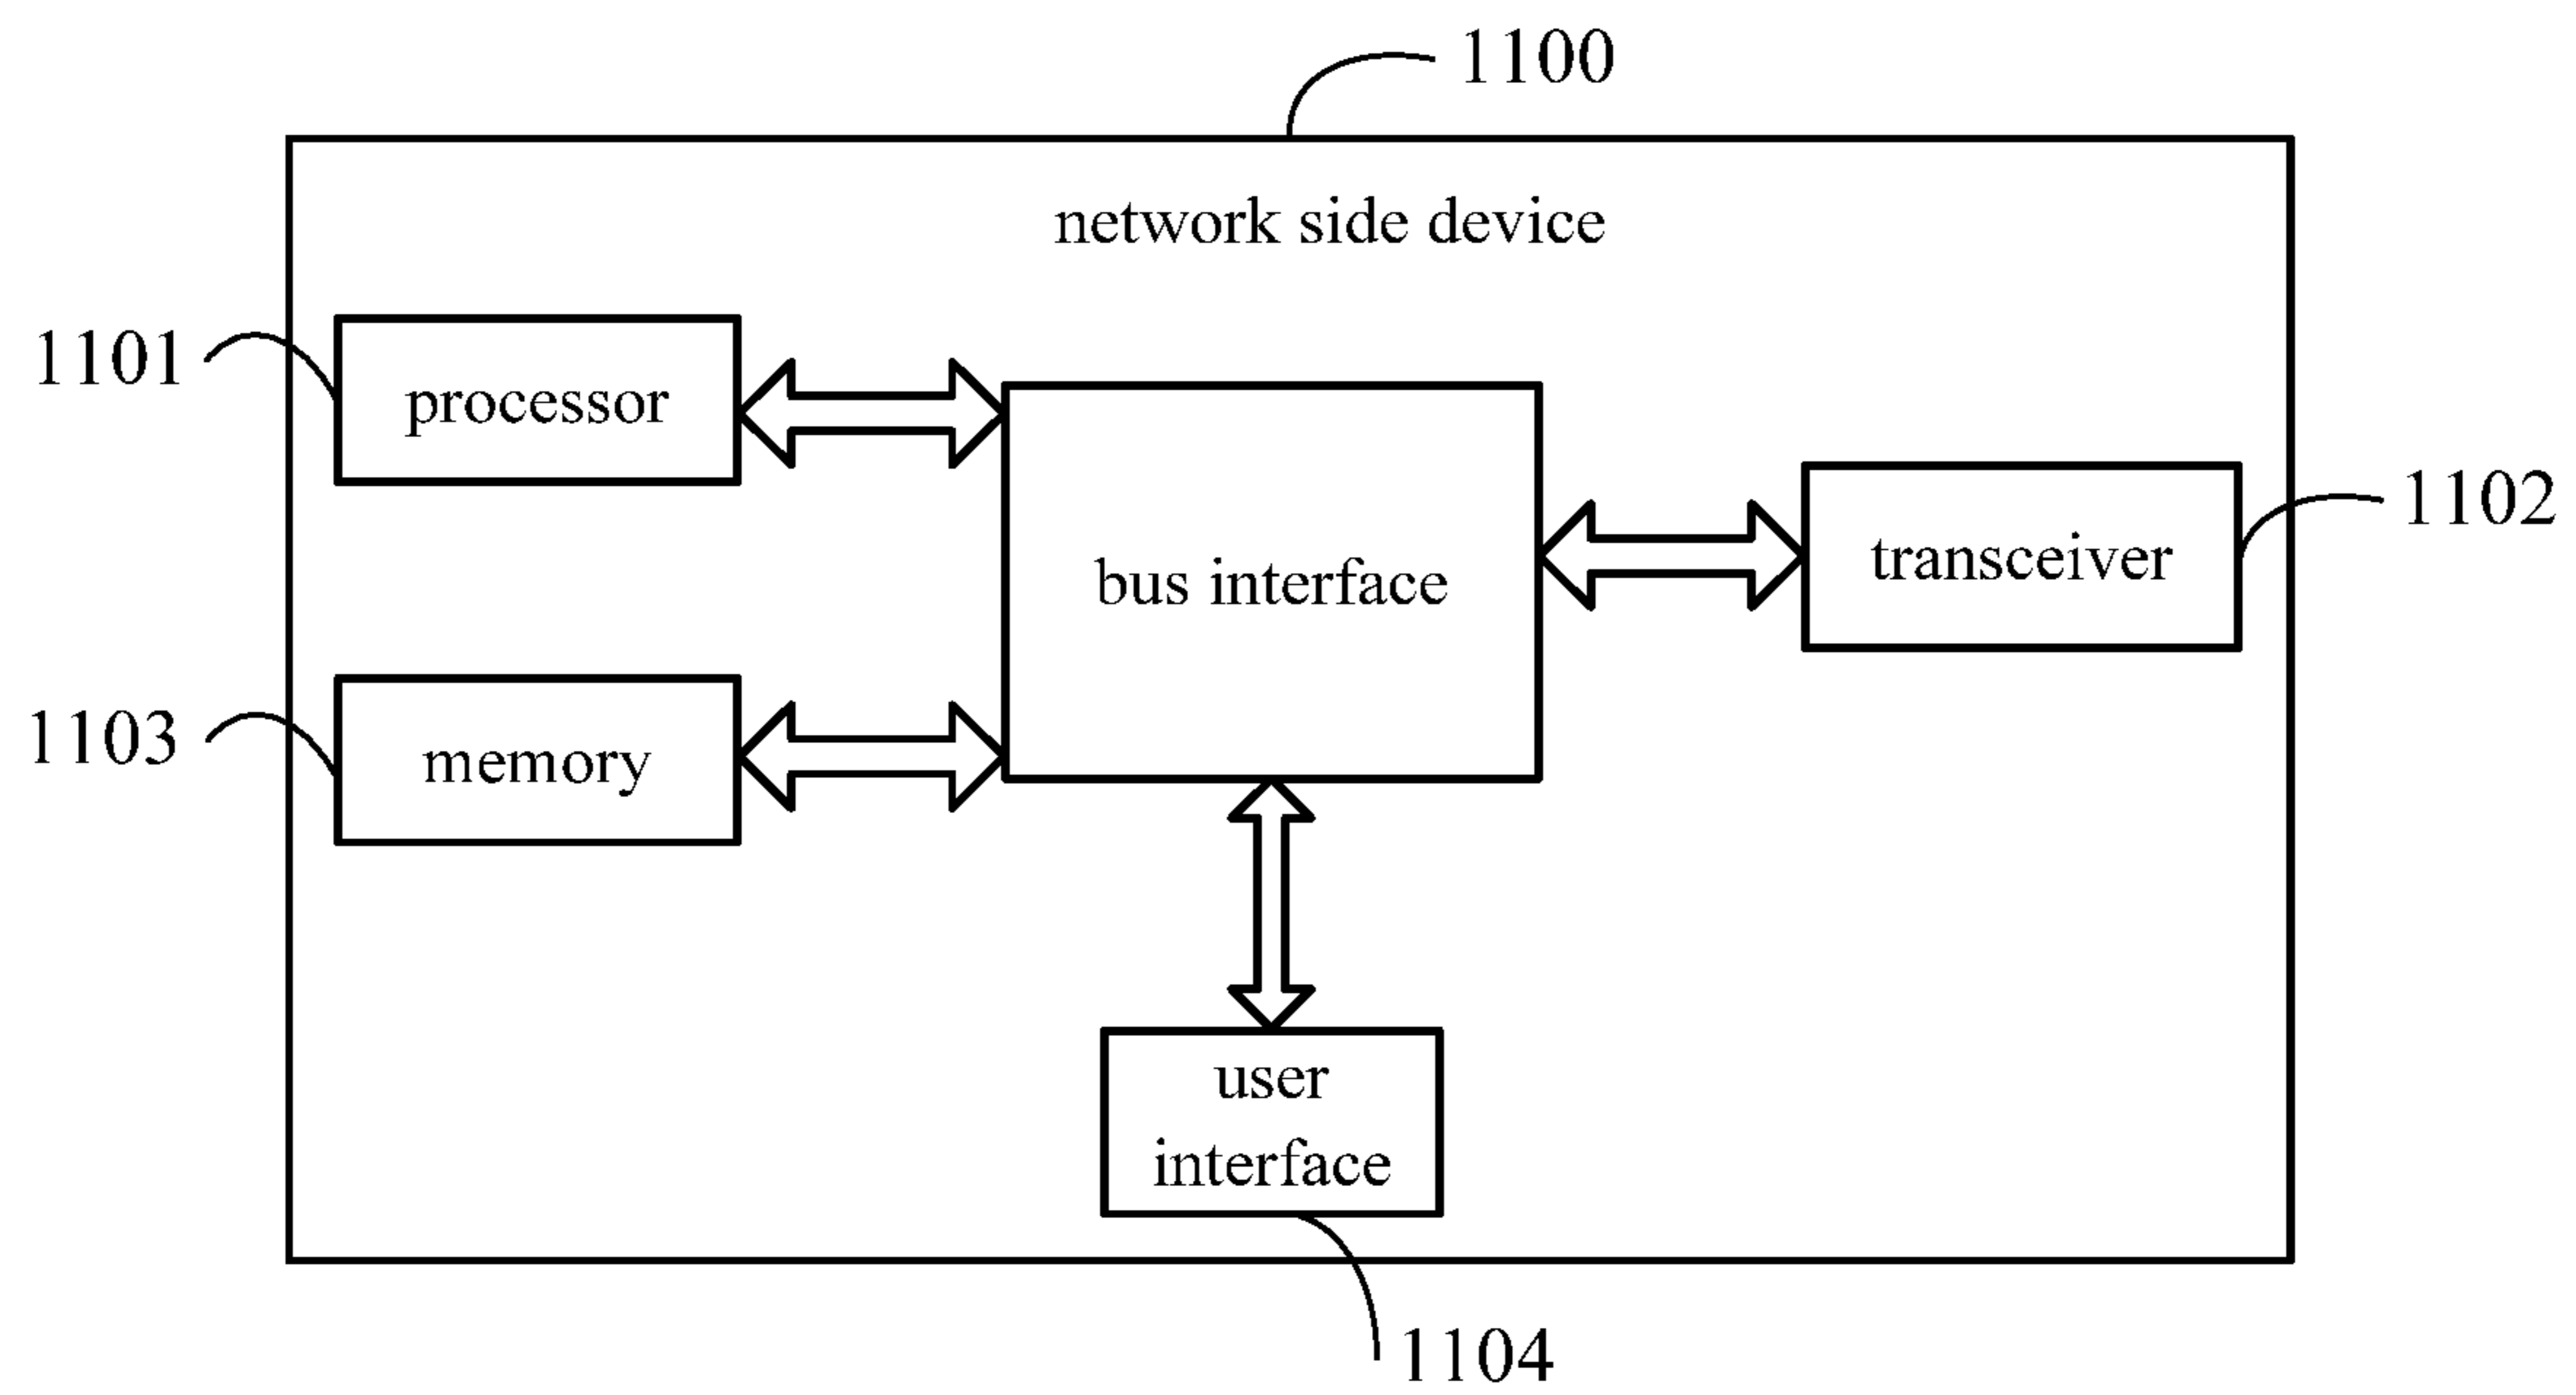 1100
network side device
1101
processor
1102
transceiver
bus interface
1103
memory
user
interface
1104